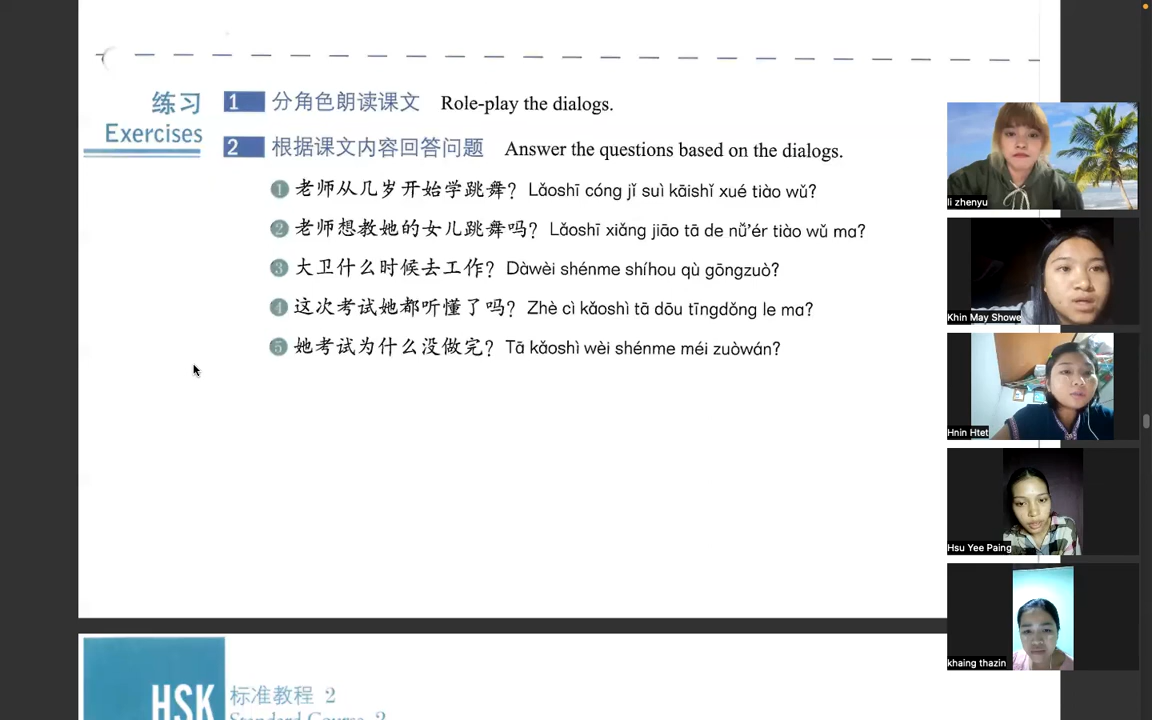 练习
Exercises
1 分角色朗读课文 Role-play the dialogs.
2 根据课文内容回答问题 Answer the questions based on the dialogs.
1 老师从几岁开始学跳舞? Lǎoshī cóng jǐ suì kāishǐ xué tiào wǔ?
2 老师想教她的女儿跳舞吗? Lǎoshī xiǎng jiāo tā de nǚ'ér tiào wǔ ma?
3 大卫什么时候去工作? Dàwèi shénme shíhou qù gōngzuò?
4 这次考试她都听懂了吗? Zhè cì kǎoshì tā dōu tīngdǒng le ma?
5 她考试为什么没做完? Tā kǎoshì wèi shénme méi zuòwán?
HSK 标准教程 2
Standard Course 2
li zhenyu
Khin May Showe
Hnin Htet
Hsu Yee Paing
khaing thazin